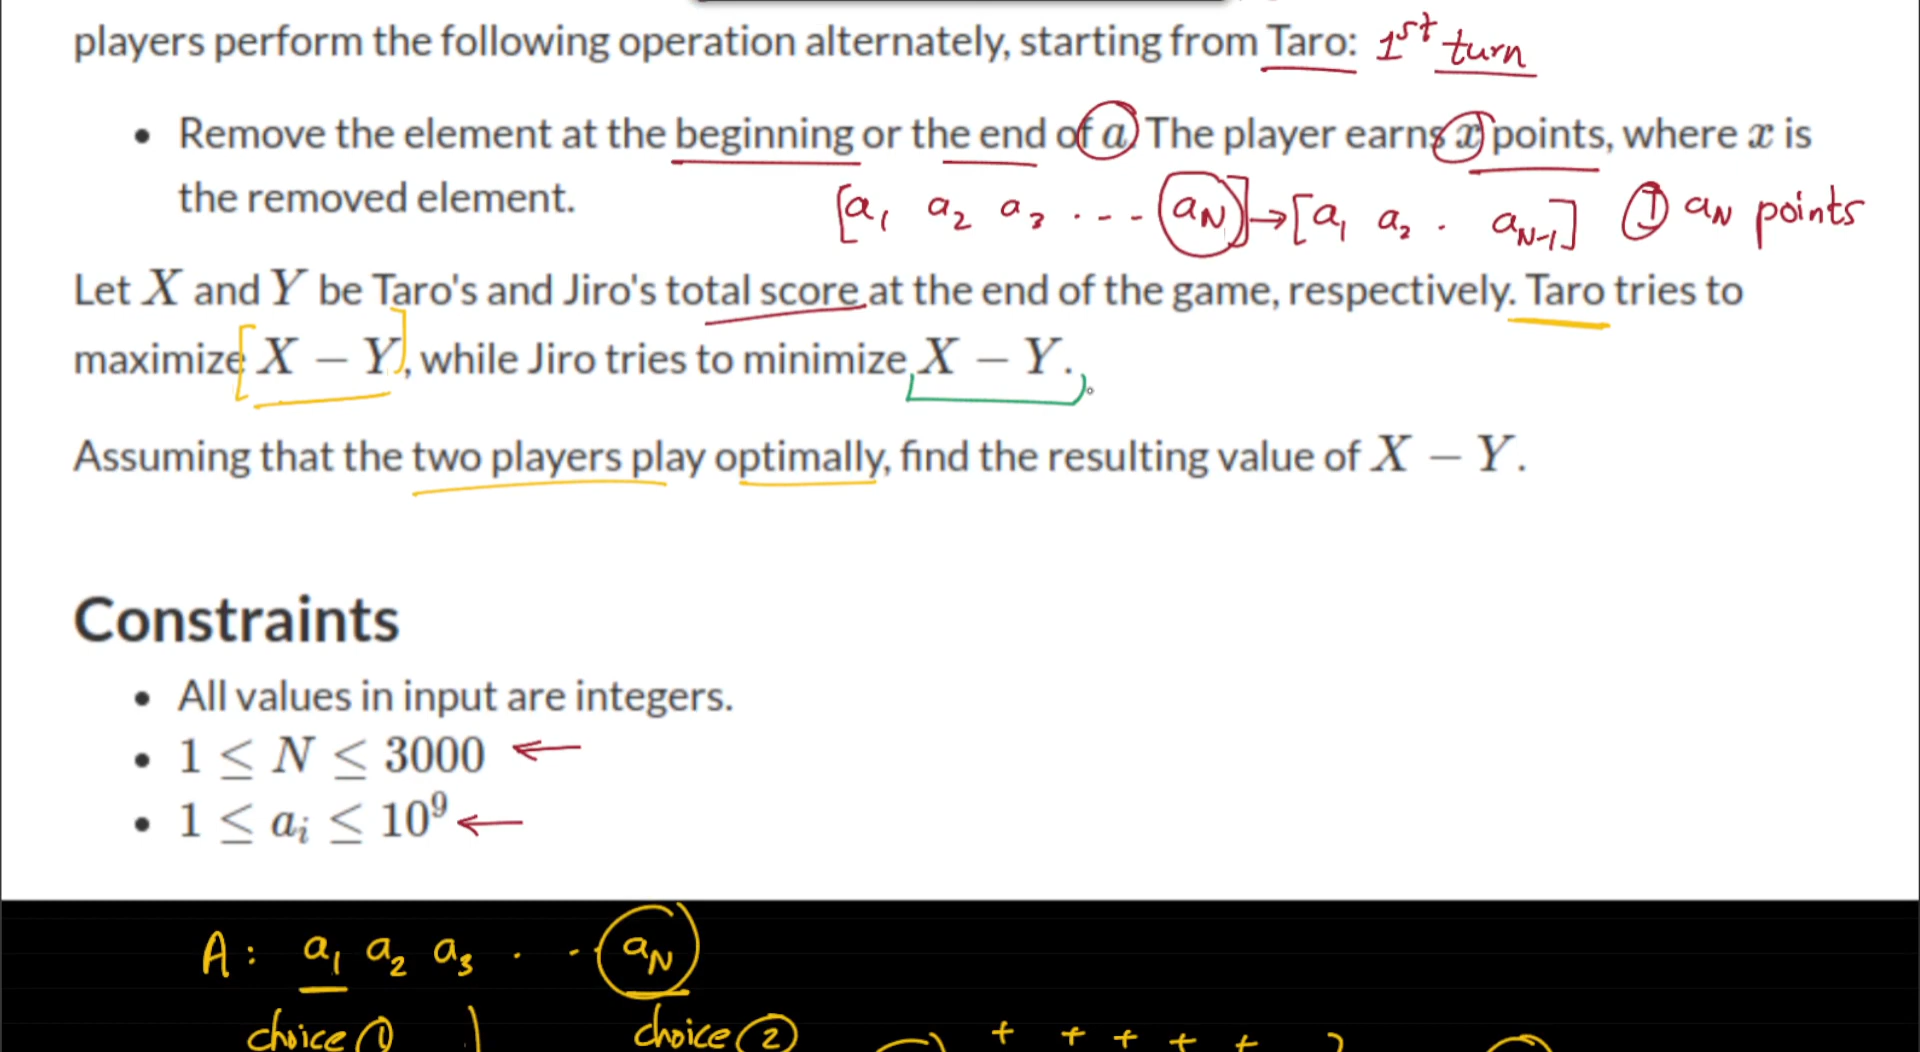 players perform the following operation alternately, starting from Taro: 1st turn
• Remove the element at the beginning or the end of a. The player earns x points, where x is
the removed element.
[a1 a2 a3 . - - - aN] → [a1 a2 . aN-1] ① aN points
Let X and Y be Taro's and Jiro's total score at the end of the game, respectively. Taro tries to
maximize X − Y, while Jiro tries to minimize X − Y.
Assuming that the two players play optimally, find the resulting value of X − Y.
Constraints
• All values in input are integers.
• 1 ≤ N ≤ 3000 ←
• 1 ≤ ai ≤ 10⁹ ←
A: a1 a2 a3 . . . aN
choice ① choice ② + + + + +